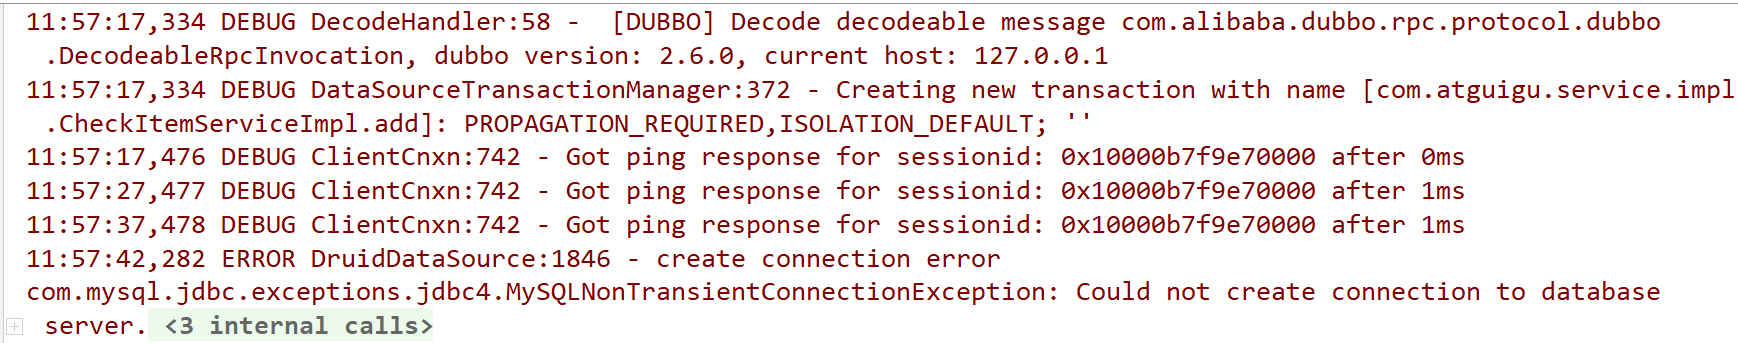 11:57:17,334 DEBUG DecodeHandler:58 -  [DUBBO] Decode decodeable message com.alibaba.dubbo.rpc.protocol.dubbo
.DecodeableRpcInvocation, dubbo version: 2.6.0, current host: 127.0.0.1
11:57:17,334 DEBUG DataSourceTransactionManager:372 - Creating new transaction with name [com.atguigu.service.impl
.CheckItemServiceImpl.add]: PROPAGATION_REQUIRED,ISOLATION_DEFAULT; ''
11:57:17,476 DEBUG ClientCnxn:742 - Got ping response for sessionid: 0x10000b7f9e70000 after 0ms
11:57:27,477 DEBUG ClientCnxn:742 - Got ping response for sessionid: 0x10000b7f9e70000 after 1ms
11:57:37,478 DEBUG ClientCnxn:742 - Got ping response for sessionid: 0x10000b7f9e70000 after 1ms
11:57:42,282 ERROR DruidDataSource:1846 - create connection error
com.mysql.jdbc.exceptions.jdbc4.MySQLNonTransientConnectionException: Could not create connection to database
server. <3 internal calls>